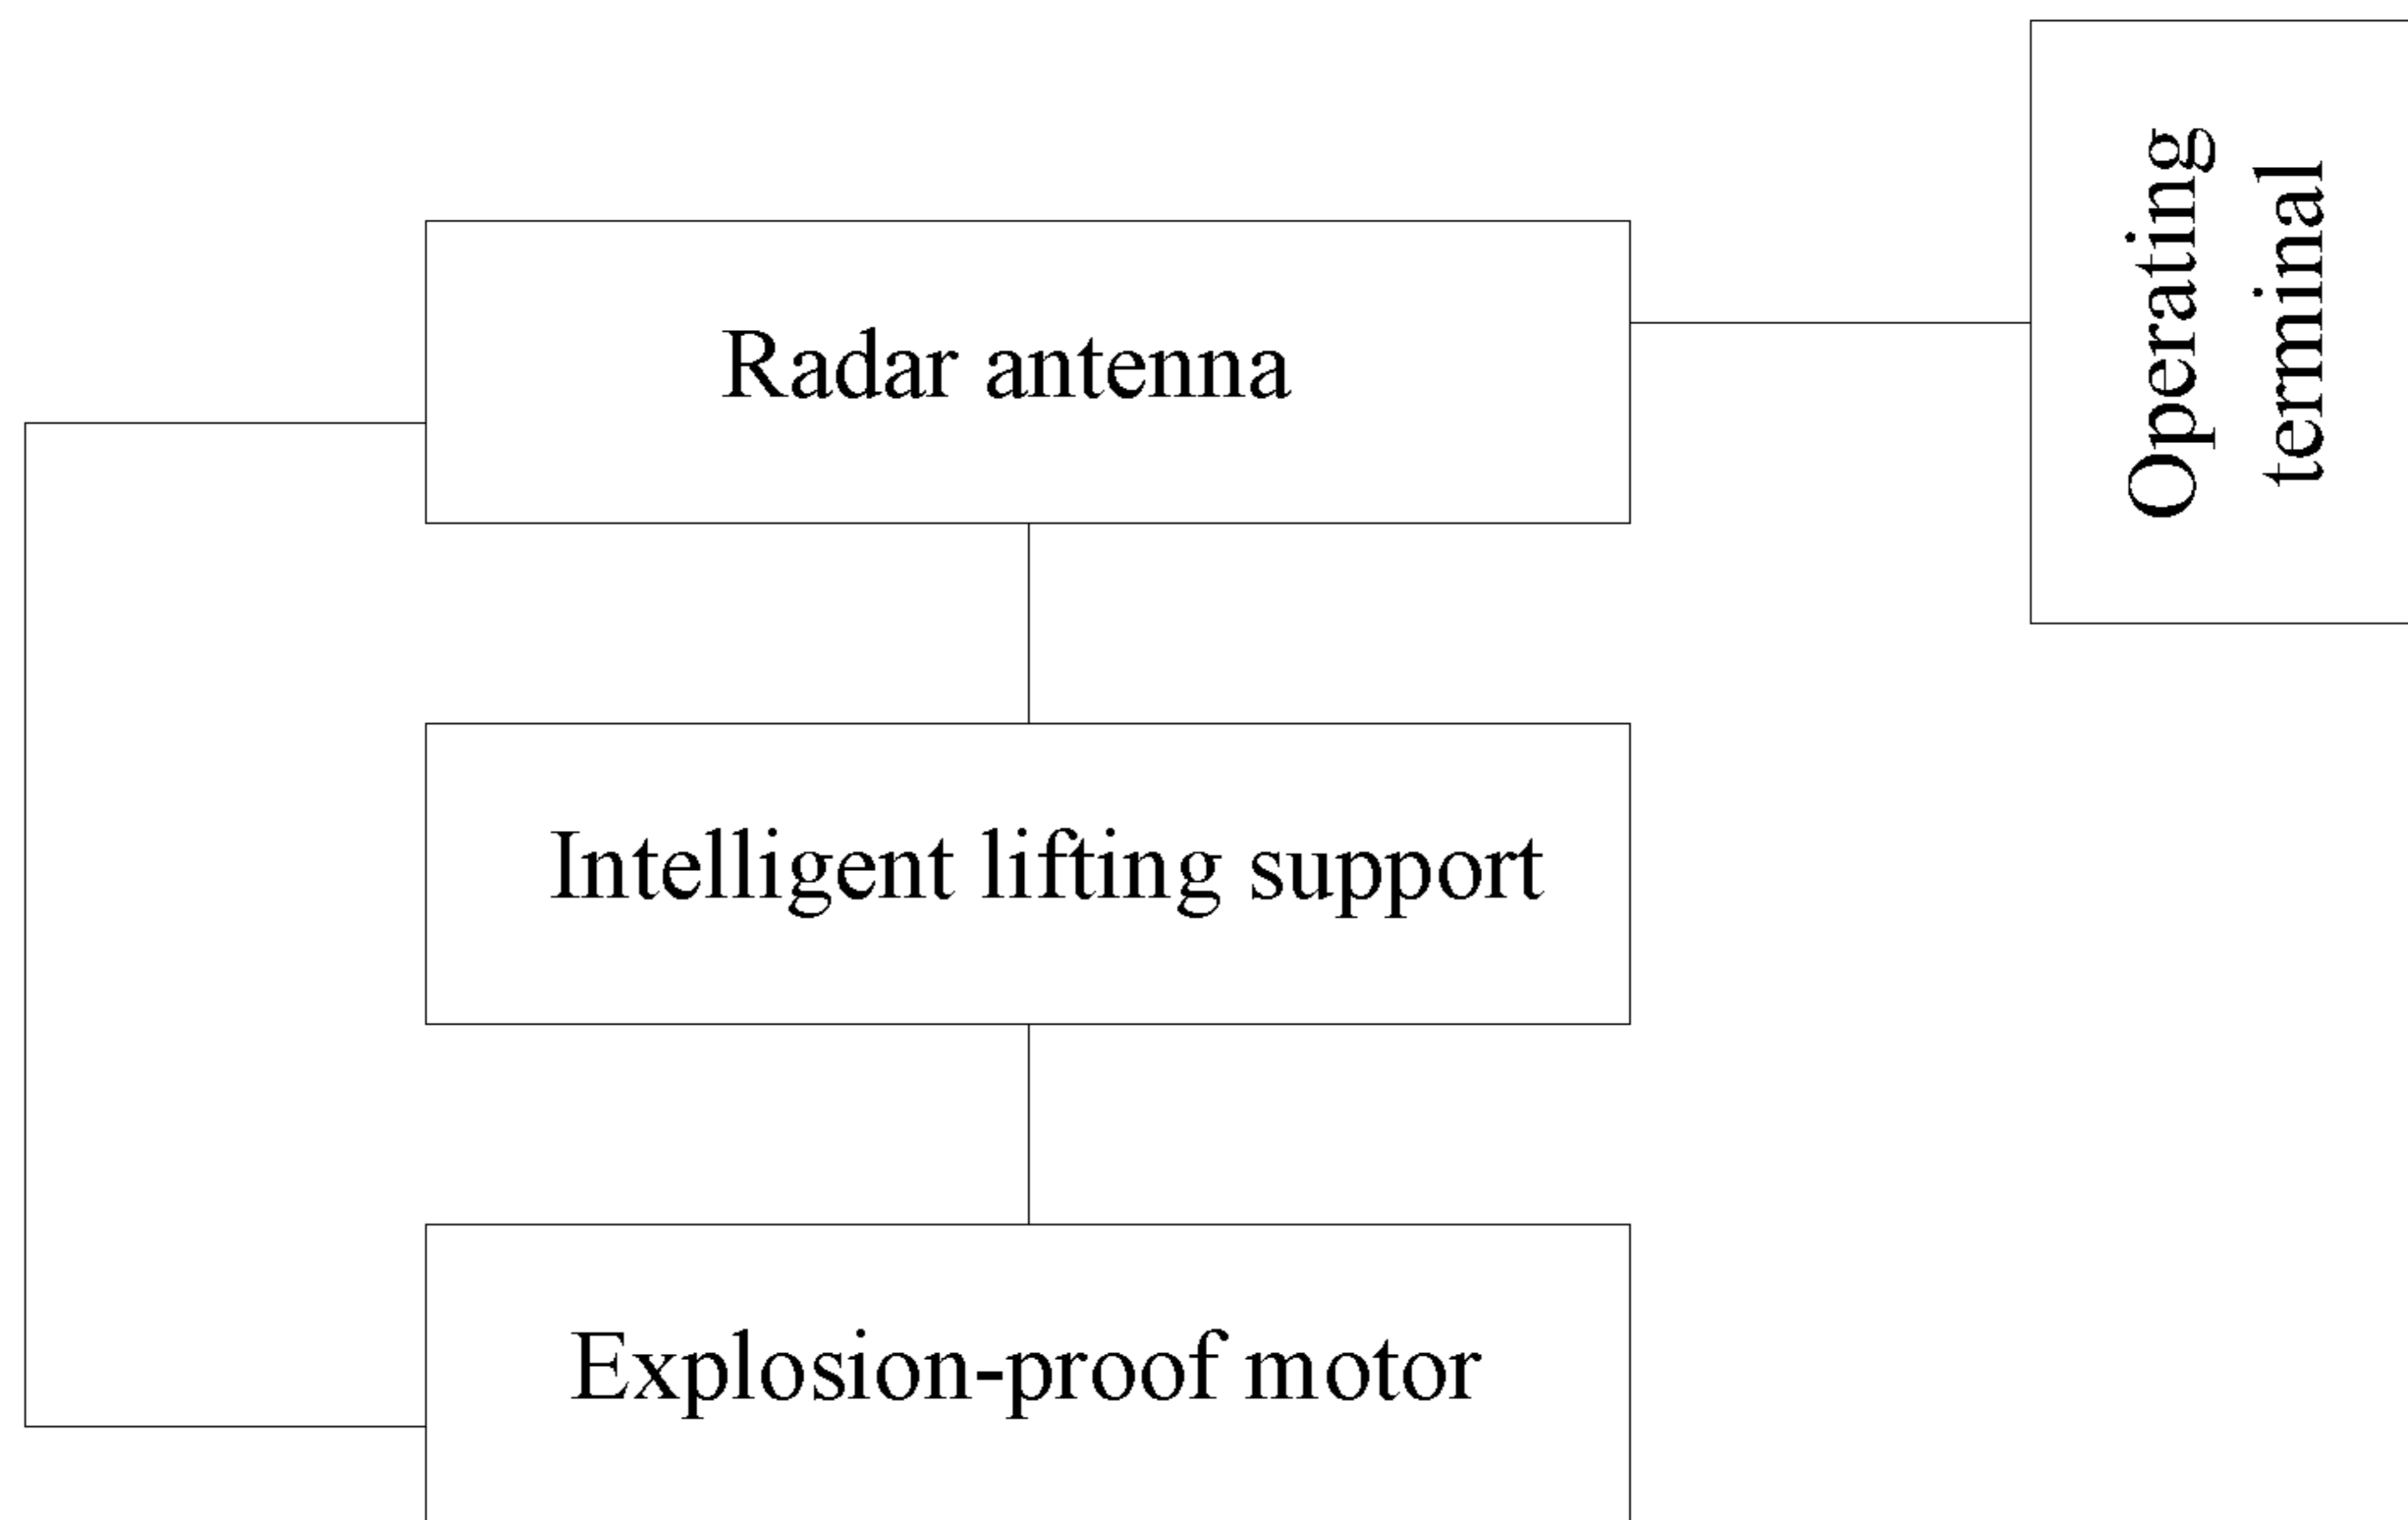 Radar antenna
Operating
terminal
Intelligent lifting support
Explosion-proof motor